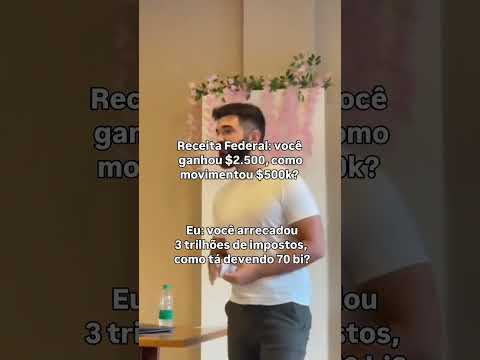 Receita Federal: você
ganhou $2.500, como
movimentou $500k?
Eu: você arrecadou
3 trilhões de impostos,
como tá devendo 70 bi?